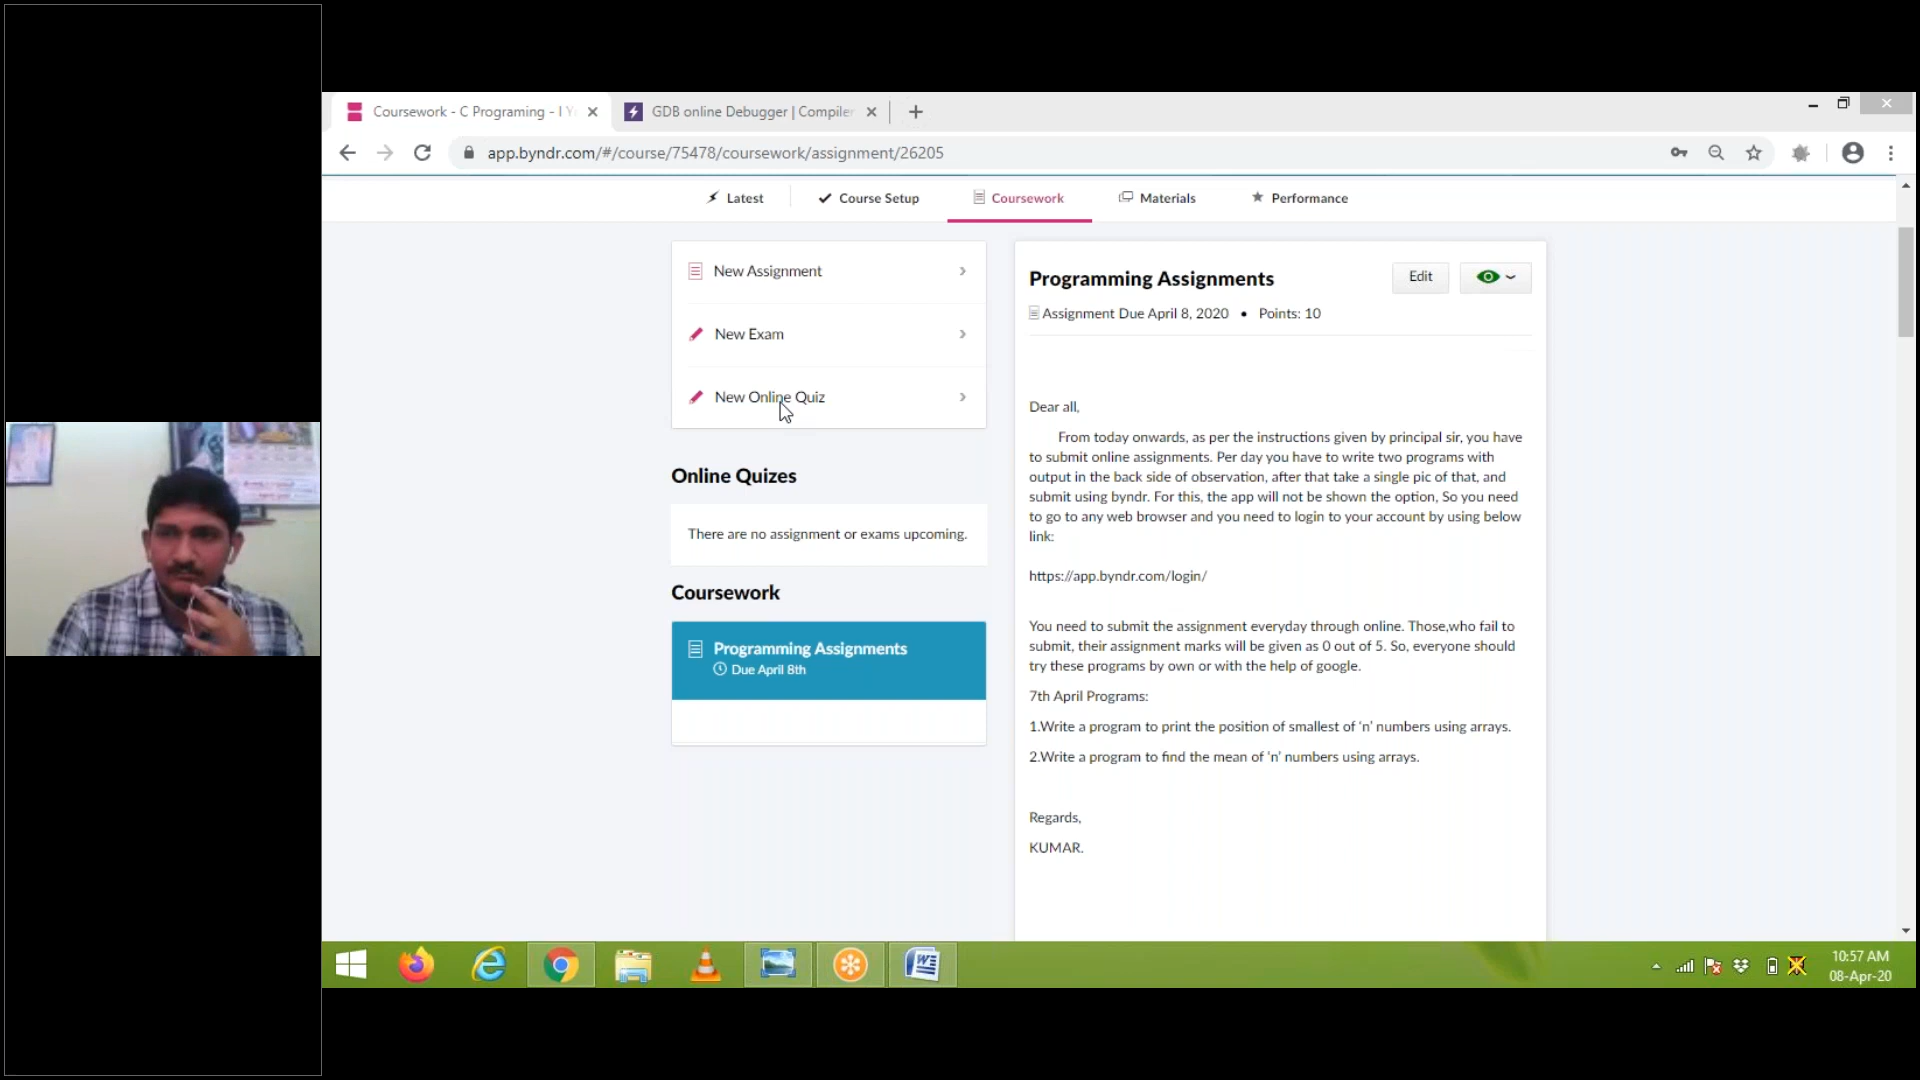 Coursework - C Programing - I Y
GDB online Debugger | Compiler
app.byndr.com/#/course/75478/coursework/assignment/26205
Latest
Course Setup
Coursework
Materials
Performance
New Assignment
New Exam
New Online Quiz
Online Quizes
There are no assignment or exams upcoming.
Coursework
Programming Assignments
Due April 8th
Programming Assignments
Edit
Assignment Due April 8, 2020 • Points: 10
Dear all,
From today onwards, as per the instructions given by principal sir, you have
to submit online assignments. Per day you have to write two programs with
output in the back side of observation, after that take a single pic of that, and
submit using byndr. For this, the app will not be shown the option, So you need
to go to any web browser and you need to login to your account by using below
link:
https://app.byndr.com/login/
You need to submit the assignment everyday through online. Those,who fail to
submit, their assignment marks will be given as 0 out of 5. So, everyone should
try these programs by own or with the help of google.
7th April Programs:
1.Write a program to print the position of smallest of ‘n’ numbers using arrays.
2.Write a program to find the mean of ‘n’ numbers using arrays.
Regards,
KUMAR.
10:57 AM
08-Apr-20